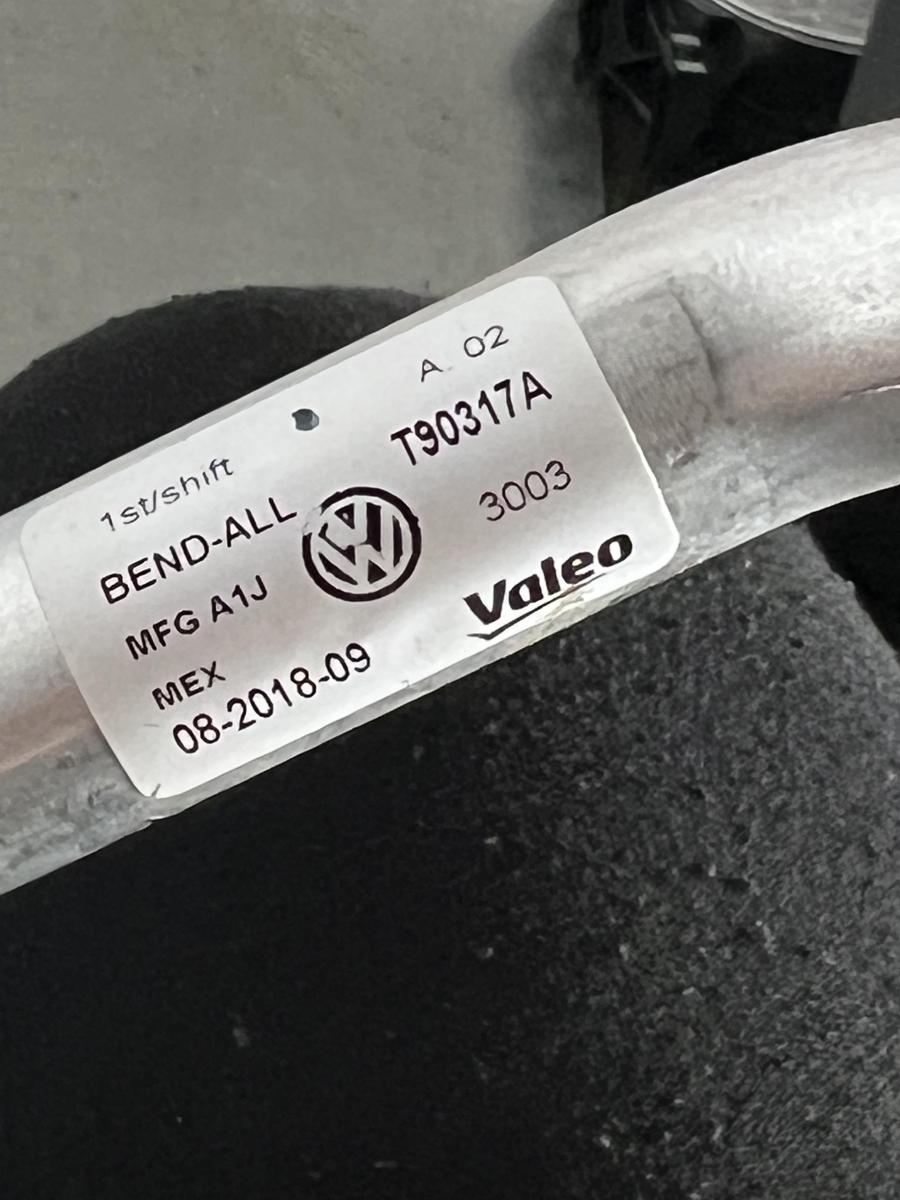 1st/shift
A. 02
BEND-ALL
T90317A
MFG A1J
3003
MEX
Valeo
08-2018-09